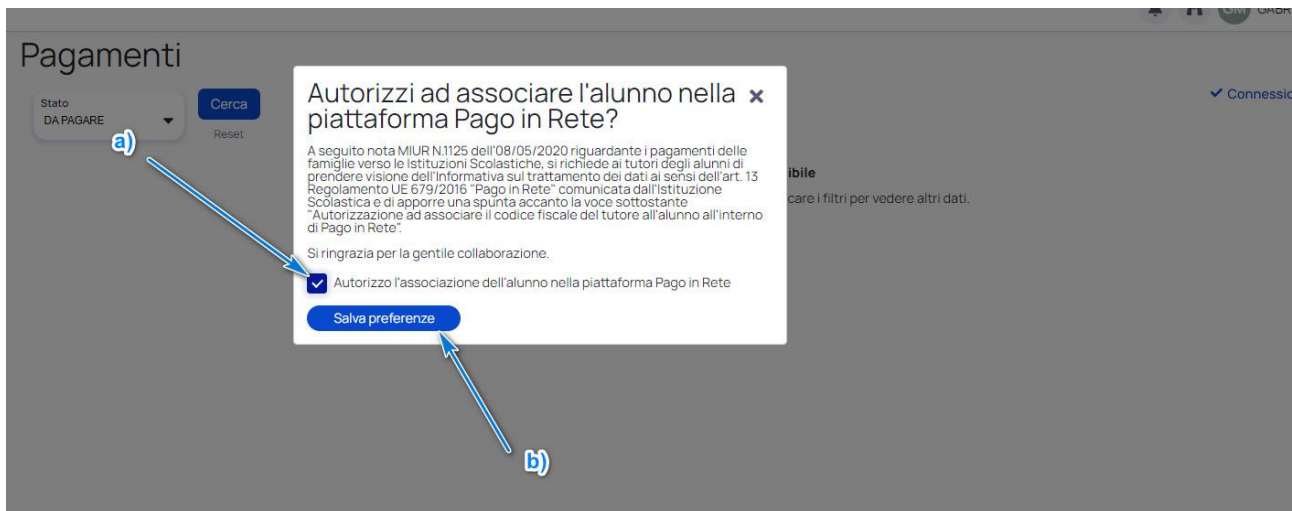 GM GABR
Pagamenti
Stato
DA PAGARE
Cerca
Reset
Connessio
a)
Autorizzi ad associare l'alunno nella
piattaforma Pago in Rete?
A seguito nota MIUR N.1125 dell'08/05/2020 riguardante i pagamenti delle
famiglie verso le Istituzioni Scolastiche, si richiede ai tutori degli alunni di
prendere visione dell'Informativa sul trattamento dei dati ai sensi dell'art. 13
Regolamento UE 679/2016 "Pago in Rete" comunicata dall'Istituzione
Scolastica e di apporre una spunta accanto la voce sottostante
"Autorizzazione ad associare il codice fiscale del tutore all'alunno all'interno
di Pago in Rete".
Si ringrazia per la gentile collaborazione.
Autorizzo l'associazione dell'alunno nella piattaforma Pago in Rete
Salva preferenze
ibile
care i filtri per vedere altri dati.
b)